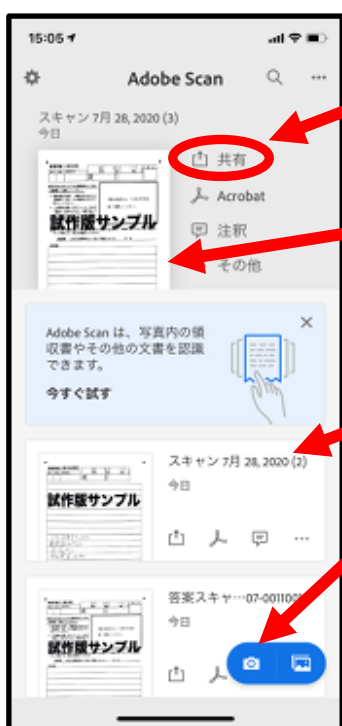 15:05
Adobe Scan
スキャン 7月 28, 2020 (3)
今日
共有
Acrobat
注釈
その他
試作版サンプル
Adobe Scan は、写真内の領
収書やその他の文書を認識
できます。
今すぐ試す
スキャン 7月 28, 2020 (2)
今日
試作版サンプル
答案スキャ…07-00110
今日
試作版サンプル